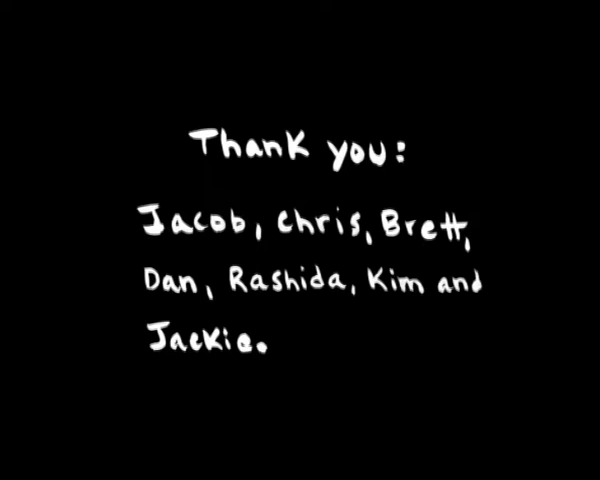 Thank you:
Jacob, Chris, Brett,
Dan, Rashida, Kim and
Jackie.